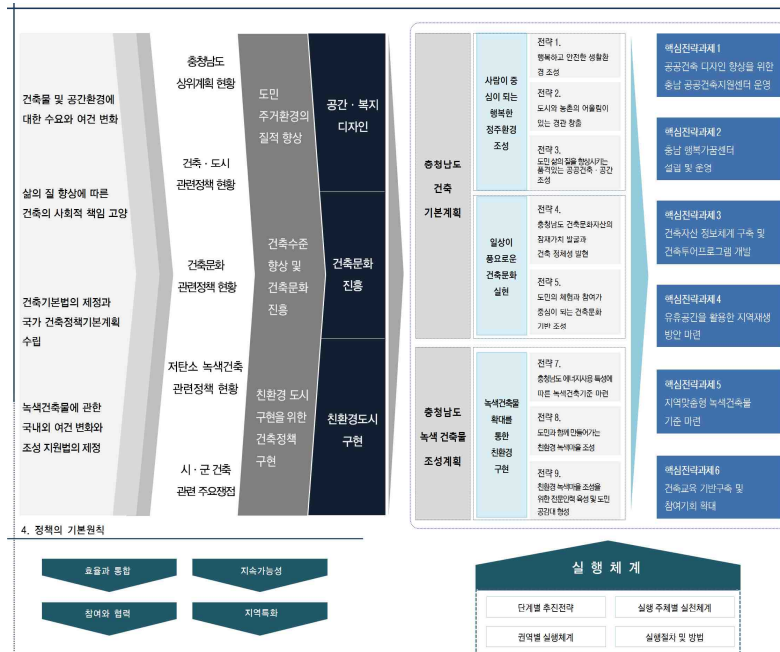 건축물 및 공간환경에
대한 수요와 여건 변화
삶의 질 향상에 따른
건축의 사회적 책임 고양
건축기본법의 제정과
국가 건축정책기본계획
수립
녹색건축물에 관한
국내외 여건 변화와
조성 지원법의 제정
충청남도
상위계획 현황
건축 · 도시
관련정책 현황
건축문화
관련정책 현황
저탄소 녹색건축
관련정책 현황
시 · 군 건축
관련 주요쟁점
도민
주거환경의
질적 향상
건축수준
향상 및
건축문화
진흥
친환경 도시
구현을 위한
건축정책
구현
공간 · 복지
디자인
건축문화
진흥
친환경도시
구현
충청남도
건축
기본계획
사람이 중
심이 되는
행복한
정주환경
조성
일상이
풍요로운
건축문화
실현
전략 1.
행복하고 안전한 생활환
경 조성
전략 2.
도시와 농촌의 어울림이
있는 경관 창출
전략 3.
도민 삶의 질을 향상시키는
품격있는 공공건축 · 공간
조성
전략 4.
충청남도 건축문화자산의
잠재가치 발굴과
건축 정체성 발현
전략 5.
도민의 체험과 참여가
중심이 되는 건축문화
기반 조성
충청남도
녹색 건축물
조성계획
녹색건축물
확대를
통한
친환경
구현
전략 7.
충청남도 에너지사용 특성에
따른 녹색건축기준 마련
전략 8.
도민과 함께 만들어가는
친환경 녹색마을 조성
전략 9.
친환경 녹색마을 조성가을
위한 전문인력 육성 및 도민
공감대 형성
핵심전략과제 1
공공건축 디자인 향상을 위한
충남 공공건축지원센터 운영
핵심전략과제 2
충남 행복가꿈센터
설립 및 운영
핵심전략과제 3
건축자산 정보체계 구축 및
건축투어프로그램 개발
핵심전략과제 4
유휴공간을 활용한 지역재생
방안 마련
핵심전략과제 5
지역맞춤형 녹색건축물
기준 마련
핵심전략과제 6
건축교육 기반구축 및
참여기회 확대
4. 정책의 기본원칙
효율과 통합
지속가능성
참여와 협력
지역특화
실 행 체 계
단계별 추진전략
실행 주체별 실천체계
권역별 실행체계
실행절차 및 방법